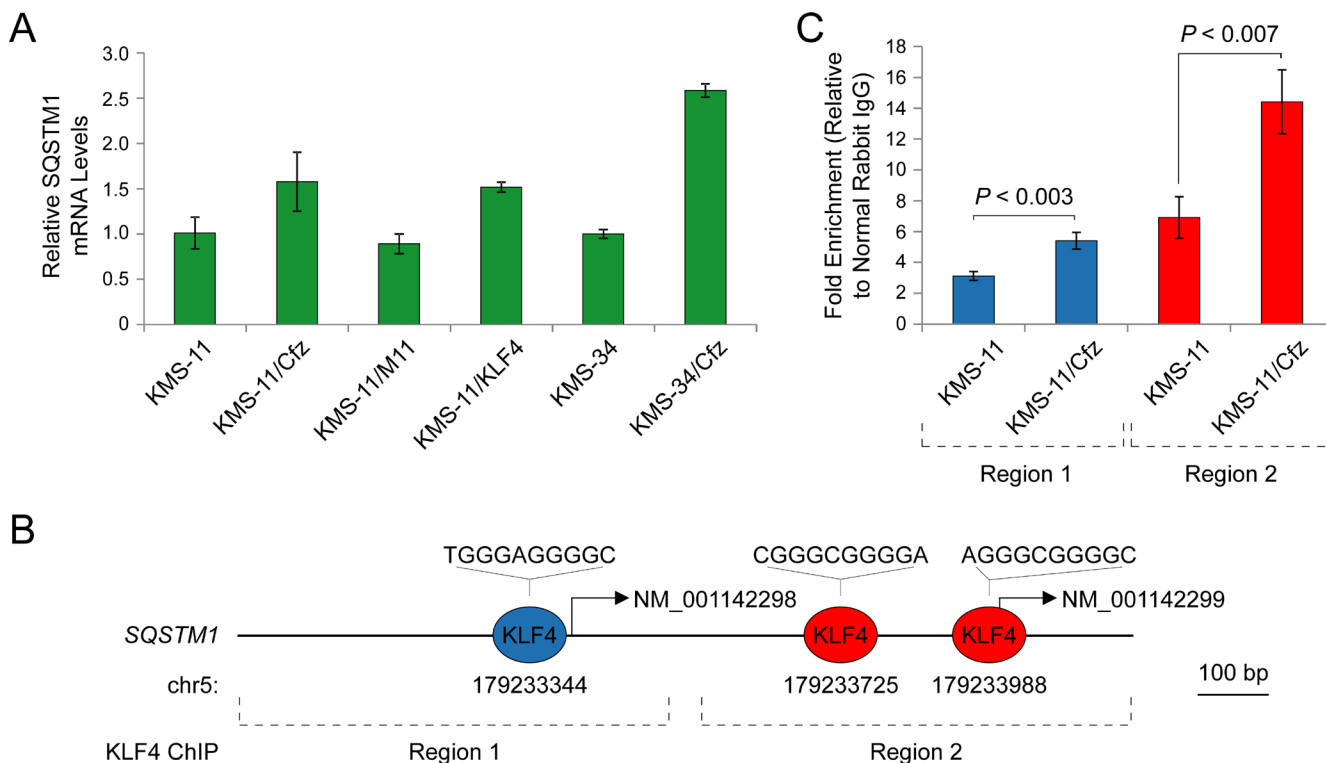 A
Relative SQSTM1
mRNA Levels
3.0
2.5
2.0
1.5
1.0
0.5
0
KMS-11
KMS-11/Cfz
KMS-11/M11
KMS-11/KLF4
KMS-34
KMS-34/Cfz
C
Fold Enrichment (Relative
to Normal Rabbit IgG)
18
16
14
12
10
8
6
4
2
0
P < 0.003
P < 0.007
KMS-11
KMS-11/Cfz
KMS-11
KMS-11/Cfz
Region 1
Region 2
B
TGGGAGGGGC
CGGGCGGGGA
AGGGCGGGGC
NM_001142298
NM_001142299
SQSTM1
KLF4
KLF4
KLF4
chr5:
179233344
179233725
179233988
100 bp
KLF4 ChIP
Region 1
Region 2